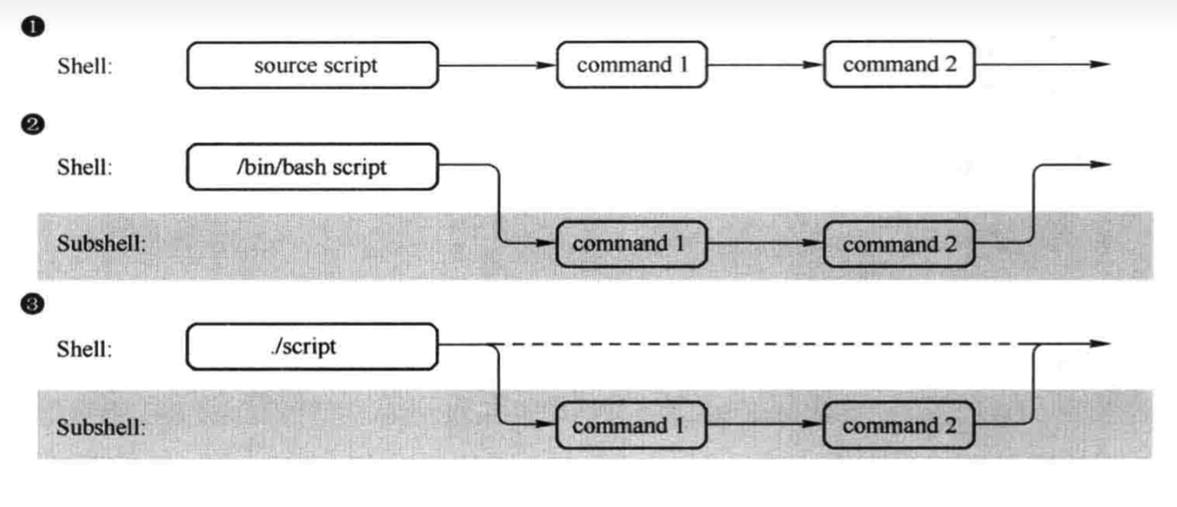 ❶
Shell: source script command 1 command 2
❷
Shell: /bin/bash script
Subshell: command 1 command 2
❸
Shell: ./script
Subshell: command 1 command 2